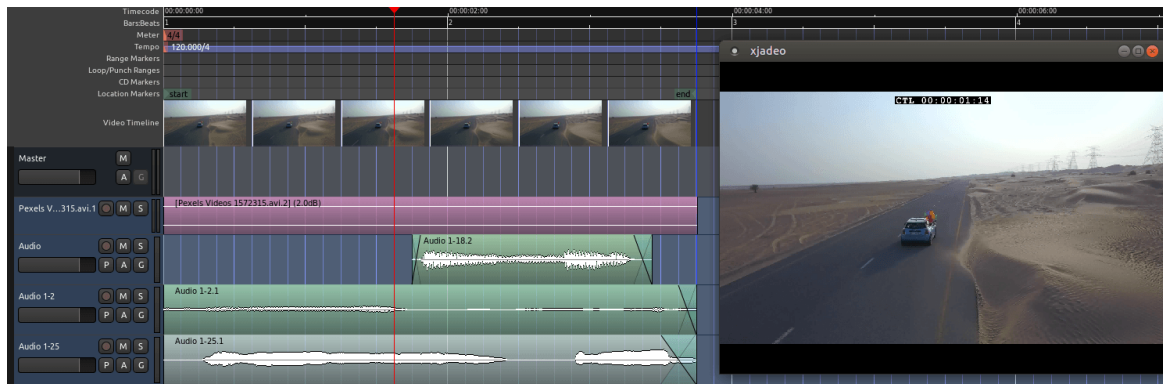 Timecode 00:00:00:00 00:00:02:00 00:00:04:00 00:00:06:00
Bars:Beats 1 2 3 4
Meter 4/4
Tempo 120.000/4
Range Markers
Loop/Punch Ranges
CD Markers
Location Markers start end
Video Timeline
xjadeo
CTL 00:00:01:14
Master M
A G
Pexels V...315.avi.1 M S [Pexels Videos 1572315.avi.2] (2.0dB)
Audio M S Audio 1-18.2
P A G
Audio 1-2 M S Audio 1-2.1
P A G
Audio 1-25 M S Audio 1-25.1
P A G